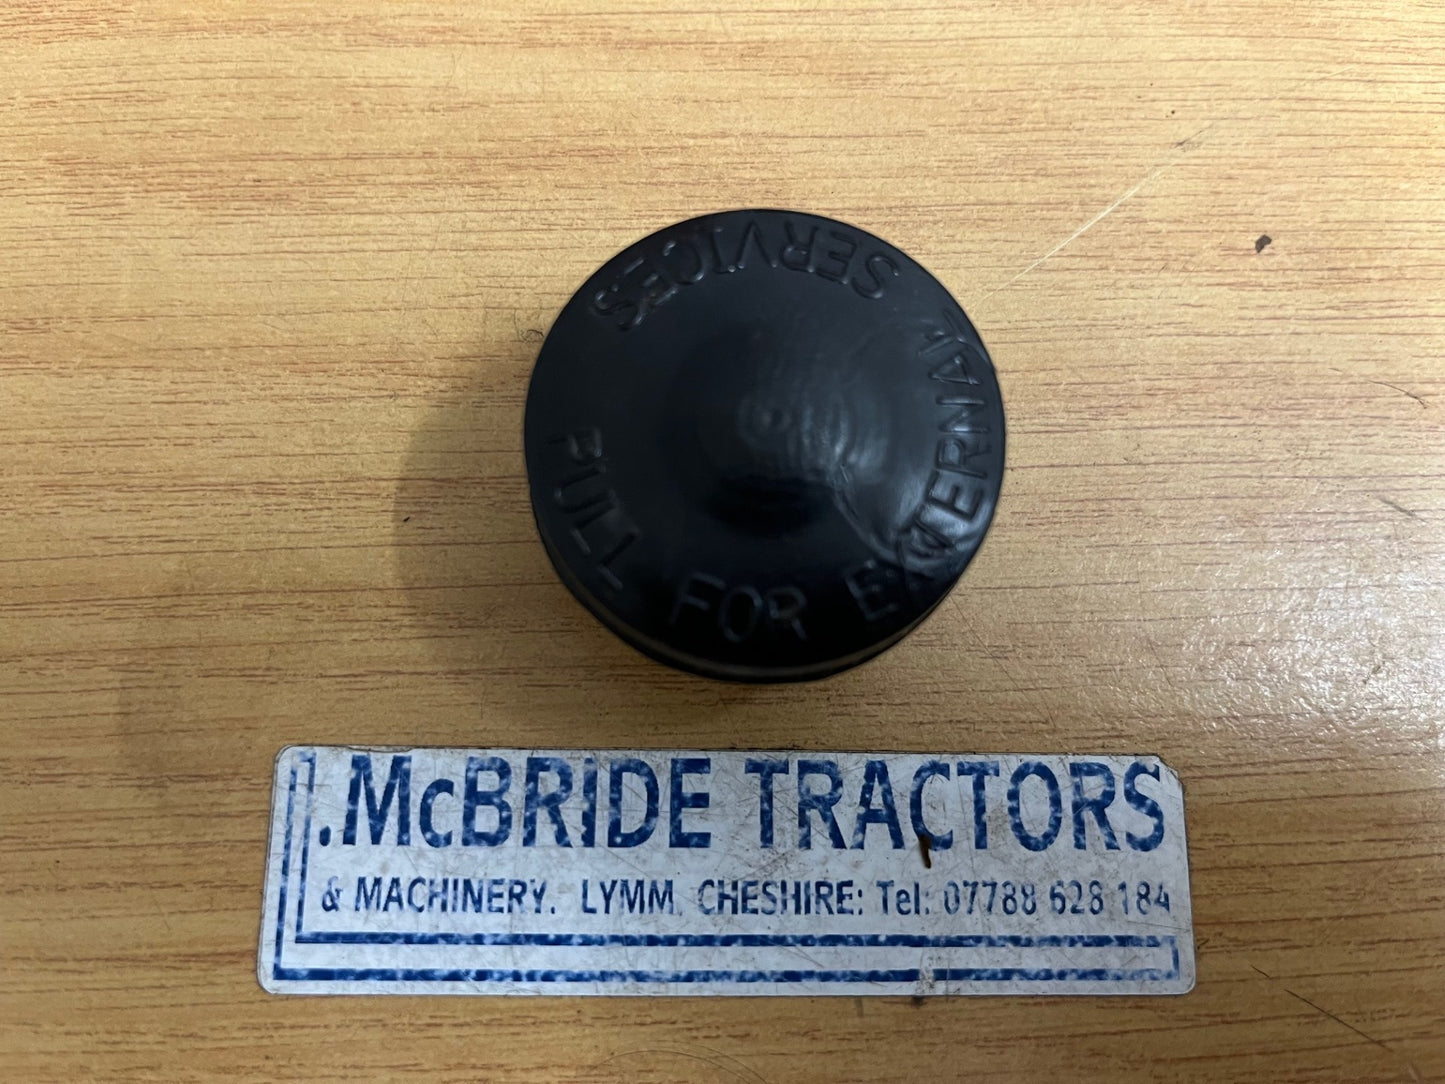 PULL FOR EXTERNAL SERVICES
.McBRIDE TRACTORS
& MACHINERY. LYMM, CHESHIRE: Tel: 07788 628 184